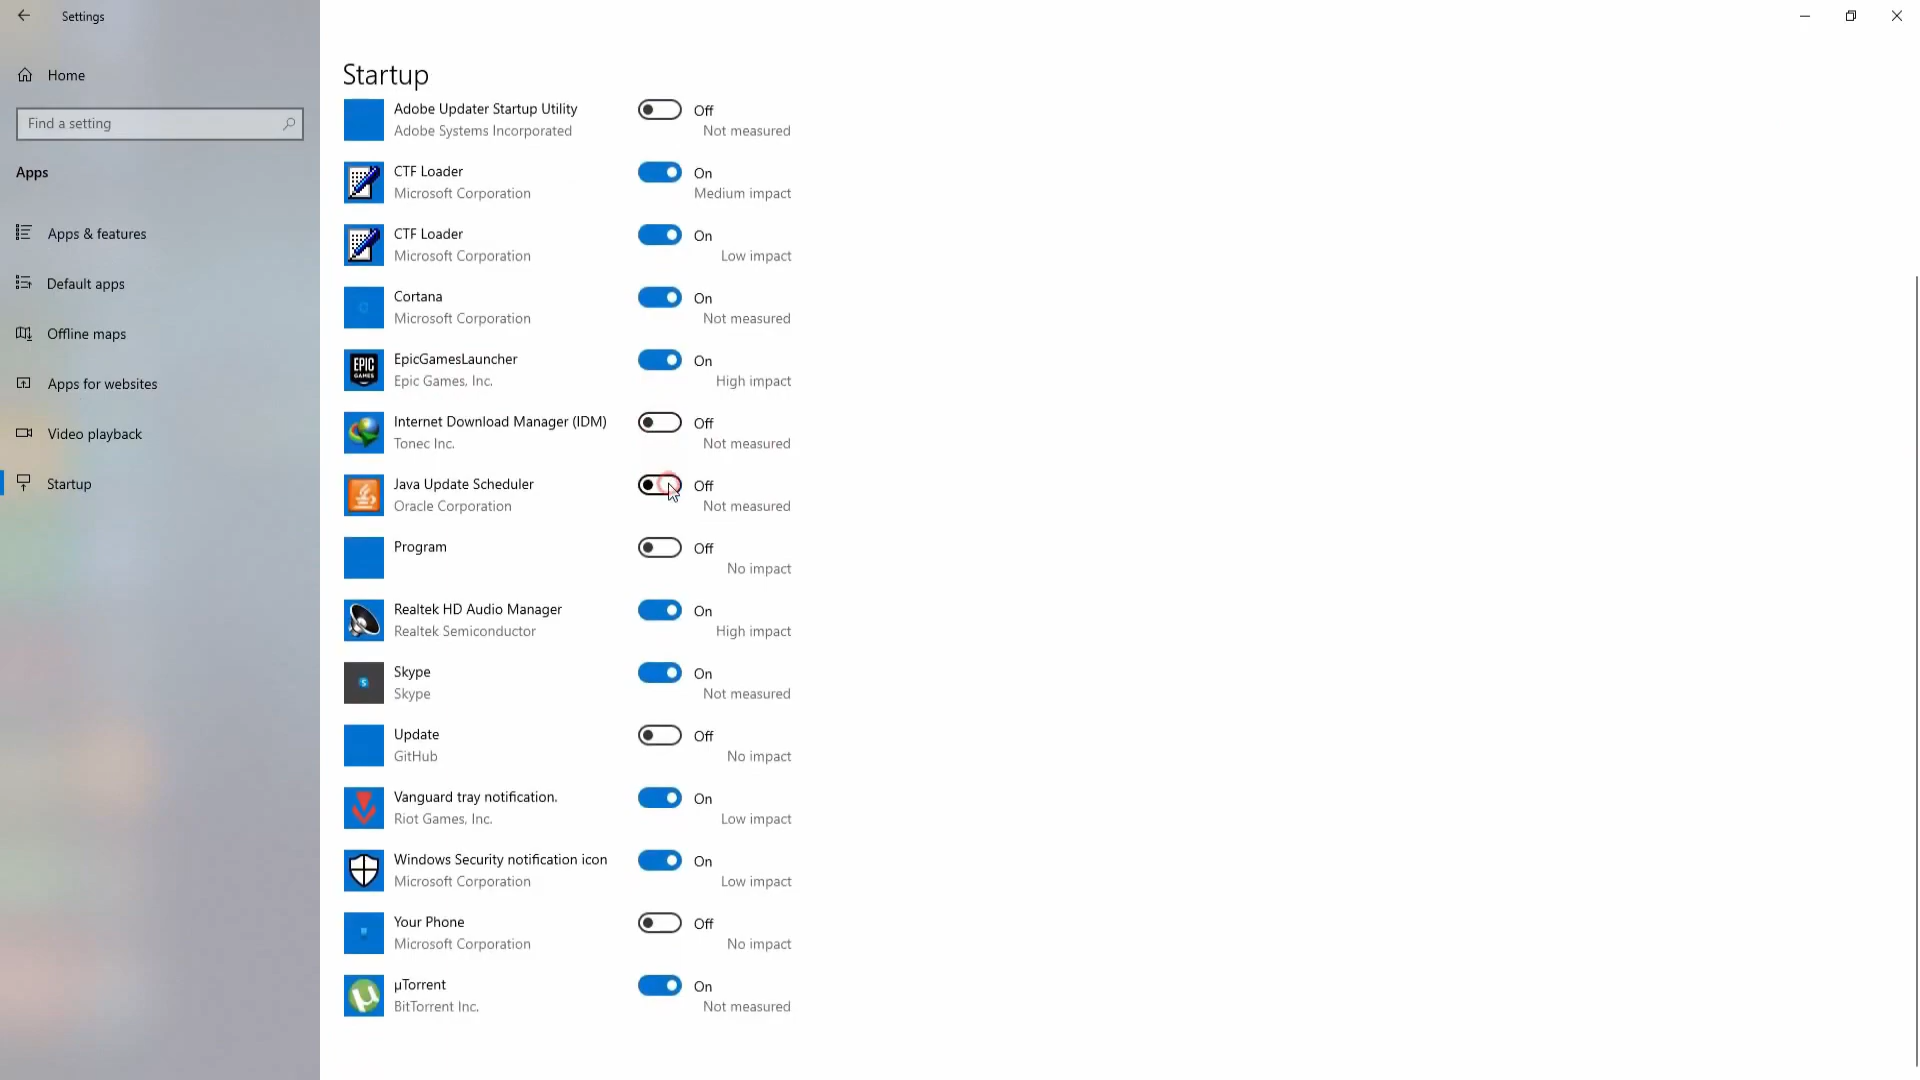 Settings
Home
Find a setting
Apps
Apps & features
Default apps
Offline maps
Apps for websites
Video playback
Startup
Startup
Adobe Updater Startup Utility
Off
Adobe Systems Incorporated
Not measured
CTF Loader
On
Microsoft Corporation
Medium impact
CTF Loader
On
Microsoft Corporation
Low impact
Cortana
On
Microsoft Corporation
Not measured
EPIC
GAMES
EpicGamesLauncher
On
Epic Games, Inc.
High impact
Internet Download Manager (IDM)
Off
Tonec Inc.
Not measured
Java Update Scheduler
Off
Oracle Corporation
Not measured
Program
Off
No impact
Realtek HD Audio Manager
On
Realtek Semiconductor
High impact
Skype
On
Skype
Not measured
Update
Off
GitHub
No impact
Vanguard tray notification.
On
Riot Games, Inc.
Low impact
Windows Security notification icon
On
Microsoft Corporation
Low impact
Your Phone
Off
Microsoft Corporation
No impact
µTorrent
On
BitTorrent Inc.
Not measured